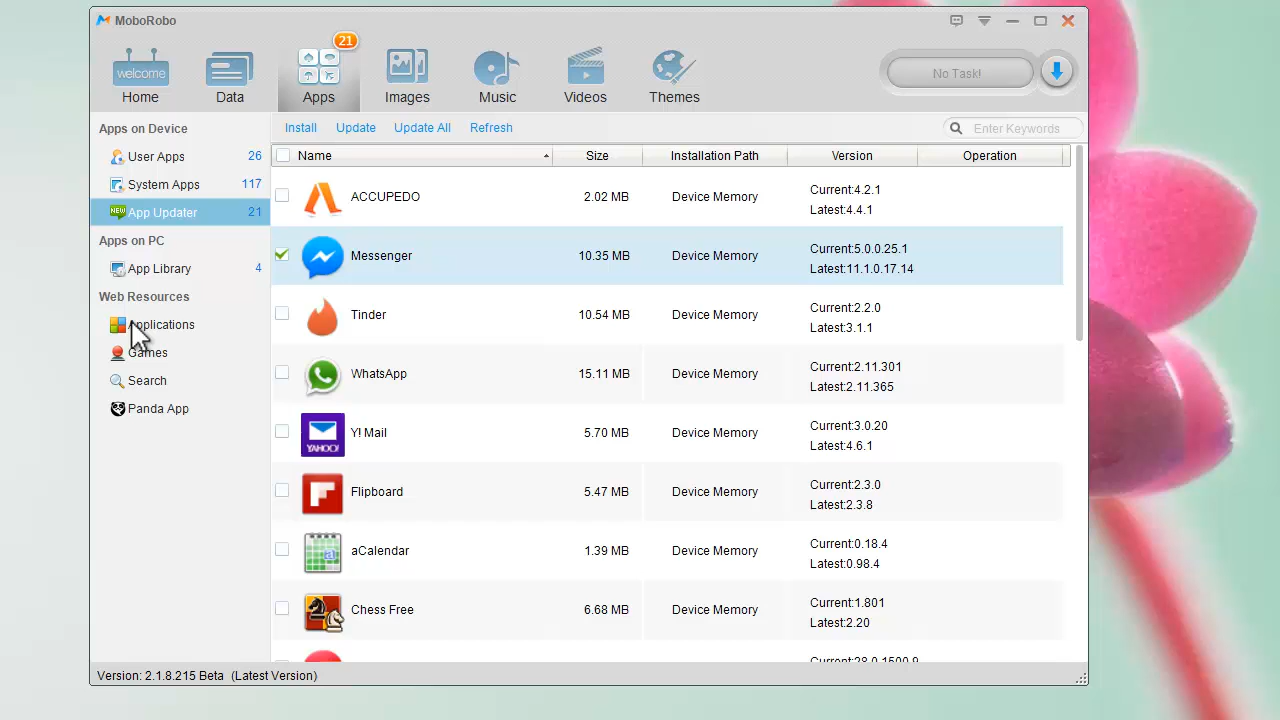 MoboRobo
welcome
Home
Data
21
Apps
Images
Music
Videos
Themes
No Task!
Apps on Device
User Apps 26
System Apps 117
NEW App Updater 21
Apps on PC
App Library 4
Web Resources
Applications
Games
Search
Panda App
Install Update Update All Refresh
Enter Keywords
Name Size Installation Path Version Operation
ACCUPEDO 2.02 MB Device Memory Current:4.2.1
Latest:4.4.1
Messenger 10.35 MB Device Memory Current:5.0.0.25.1
Latest:11.1.0.17.14
Tinder 10.54 MB Device Memory Current:2.2.0
Latest:3.1.1
WhatsApp 15.11 MB Device Memory Current:2.11.301
Latest:2.11.365
YAHOO! Y! Mail 5.70 MB Device Memory Current:3.0.20
Latest:4.6.1
Flipboard 5.47 MB Device Memory Current:2.3.0
Latest:2.3.8
aCalendar 1.39 MB Device Memory Current:0.18.4
Latest:0.98.4
Chess Free 6.68 MB Device Memory Current:1.801
Latest:2.20
Version: 2.1.8.215 Beta (Latest Version)